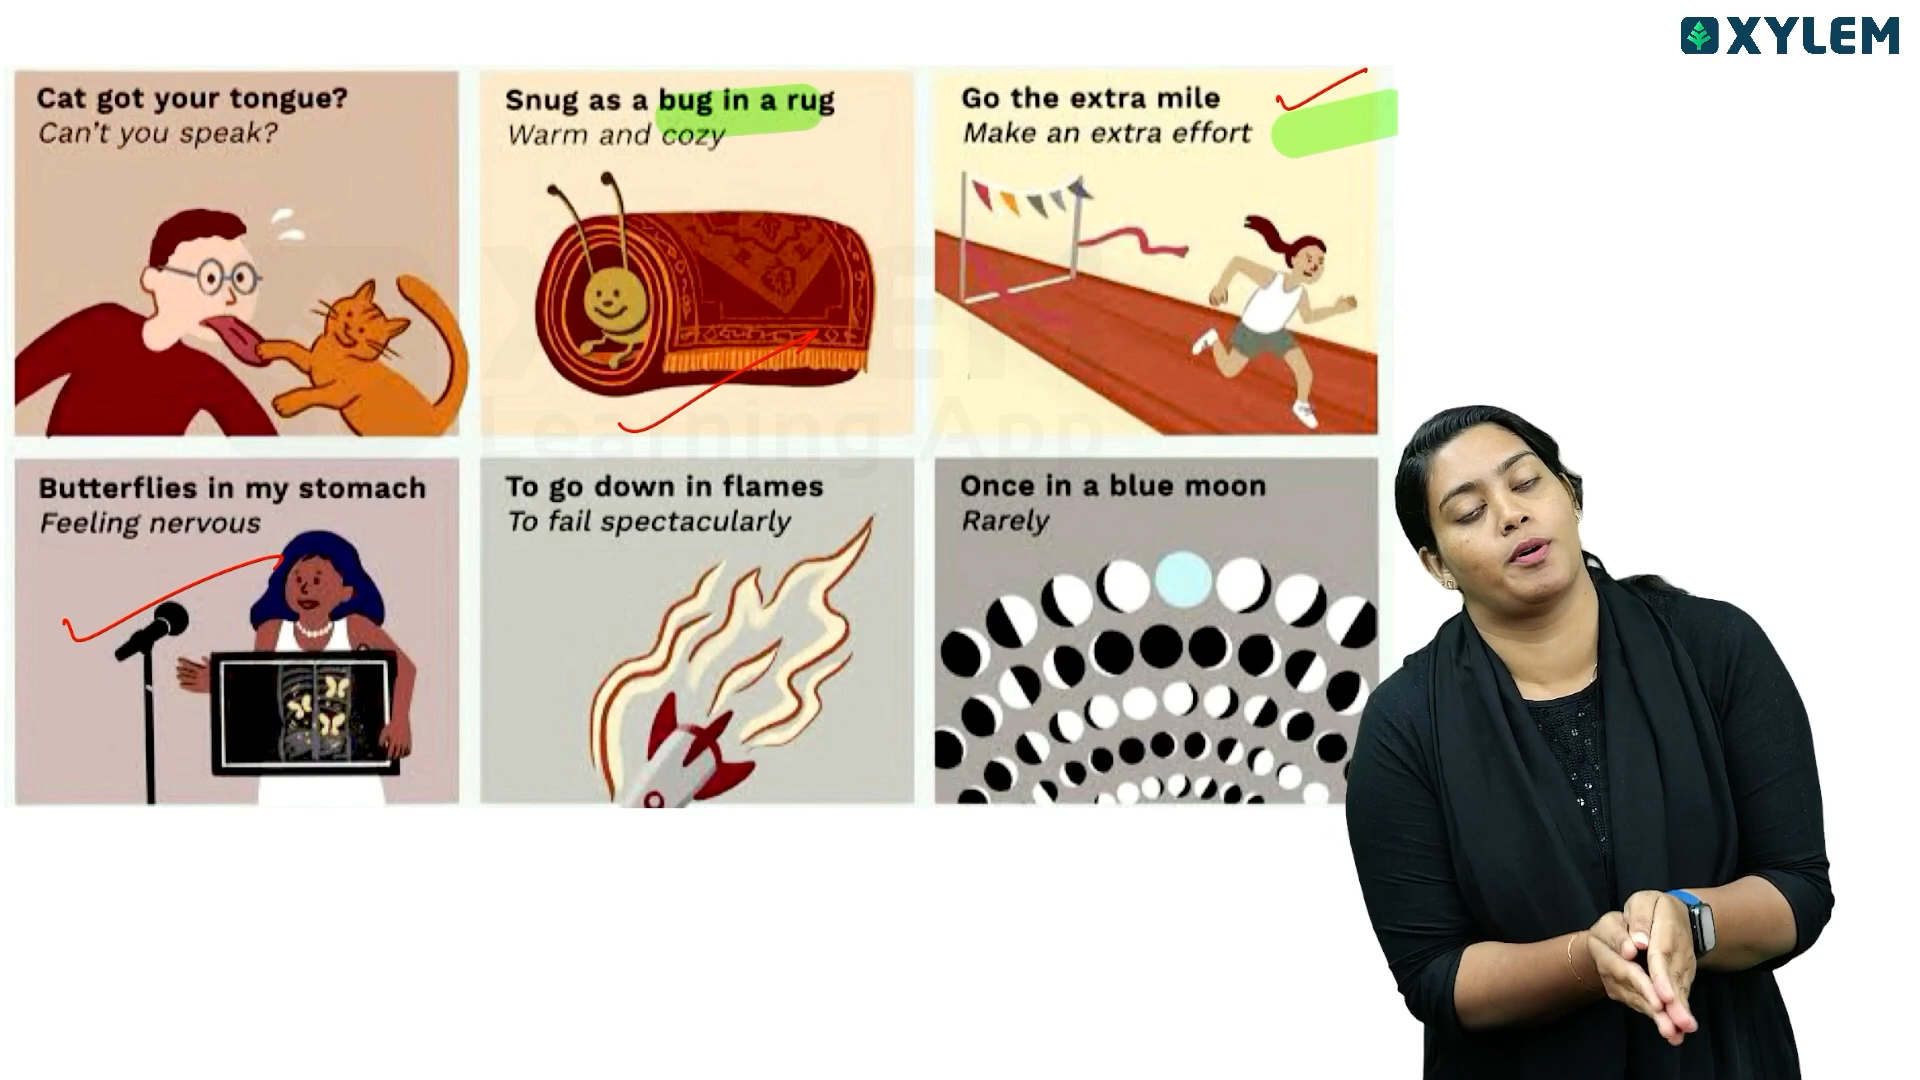 XYLEM
Cat got your tongue?
Can't you speak?
Snug as a bug in a rug
Warm and cozy
Go the extra mile
Make an extra effort
Learning App
Butterflies in my stomach
Feeling nervous
To go down in flames
To fail spectacularly
Once in a blue moon
Rarely